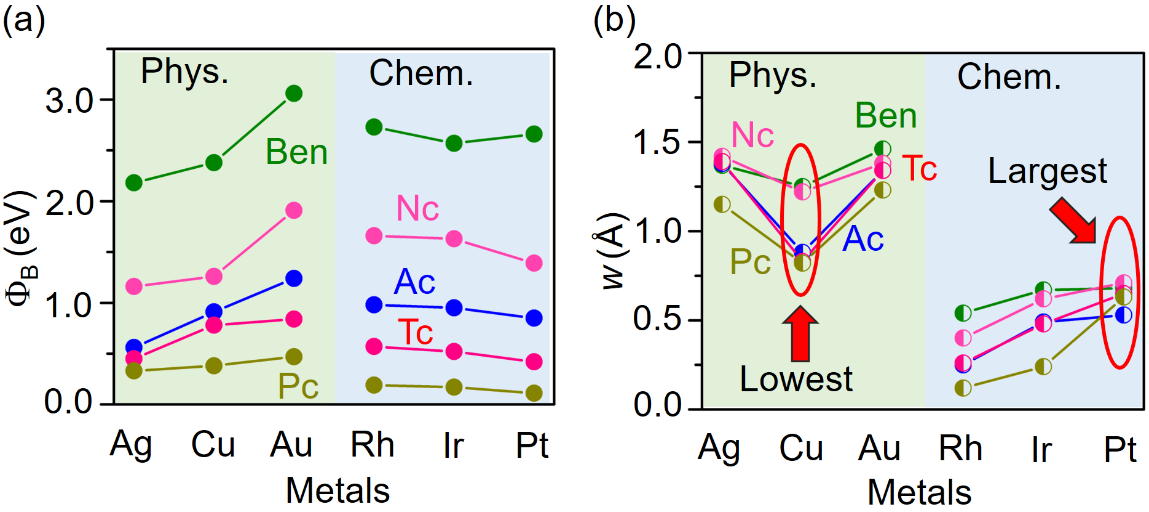 (a)
Phys.
Chem.
3.0
2.0
1.0
0.0
Φ_B (eV)
Ben
Nc
Ac
Tc
Pc
Ag Cu Au Rh Ir Pt
Metals
(b)
Phys.
Chem.
2.0
1.5
1.0
0.5
0.0
w (Å)
Ben
Nc
Tc
Ac
Pc
Largest
Lowest
Ag Cu Au Rh Ir Pt
Metals